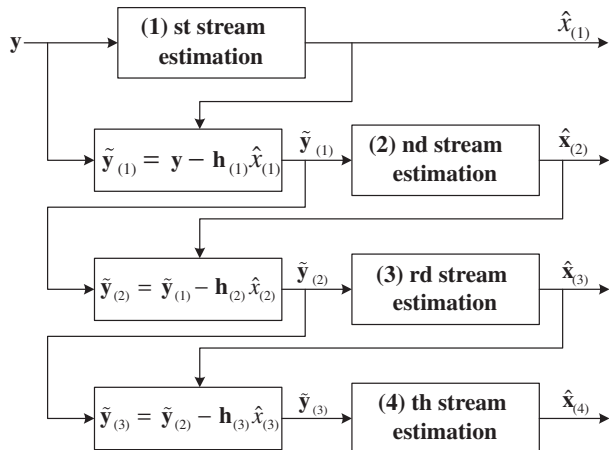 (1) st stream
estimation
x̂₍₁₎
y
ỹ₍₁₎ = y − h₍₁₎x̂₍₁₎
ỹ₍₁₎
(2) nd stream
estimation
x̂₍₂₎
ỹ₍₂₎ = ỹ₍₁₎ − h₍₂₎x̂₍₂₎
ỹ₍₂₎
(3) rd stream
estimation
x̂₍₃₎
ỹ₍₃₎ = ỹ₍₂₎ − h₍₃₎x̂₍₃₎
ỹ₍₃₎
(4) th stream
estimation
x̂₍₄₎